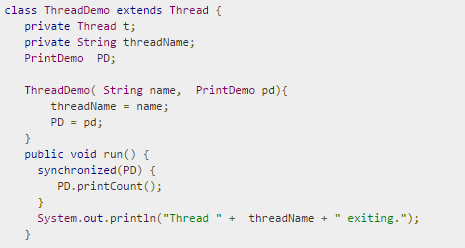 class ThreadDemo extends Thread {
   private Thread t;
   private String threadName;
   PrintDemo  PD;

   ThreadDemo( String name,  PrintDemo pd){
       threadName = name;
       PD = pd;
   }
   public void run() {
     synchronized(PD) {
        PD.printCount();
     }
     System.out.println("Thread " +  threadName + " exiting.");
   }